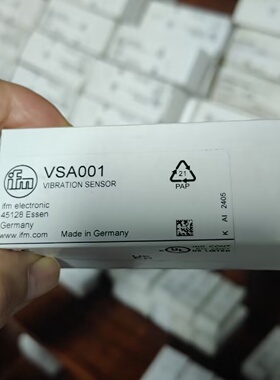 ifm
VSA001
VIBRATION SENSOR
ifm electronic
45128 Essen
Germany
www.ifm.com
Made in Germany
21
PAP
K AI 2405
UL